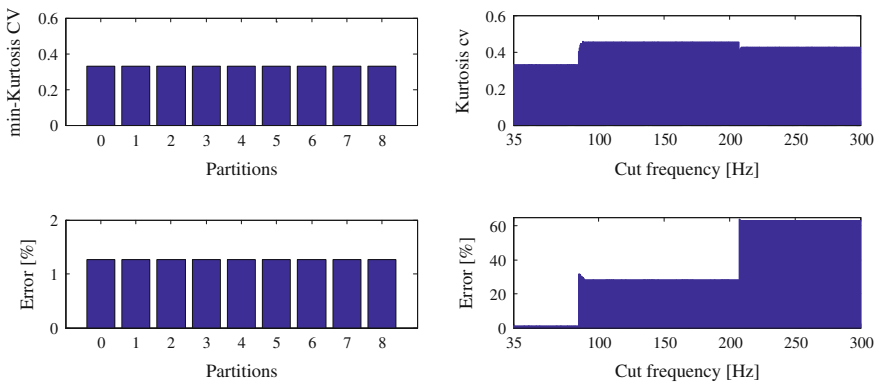 min-Kurtosis CV
0.6
0.4
0.2
0
0 1 2 3 4 5 6 7 8
Partitions
Kurtosis cv
0.6
0.4
0.2
0
35 100 150 200 250 300
Cut frequency [Hz]
Error [%]
2
1
0
0 1 2 3 4 5 6 7 8
Partitions
Error [%]
60
40
20
0
35 100 150 200 250 300
Cut frequency [Hz]